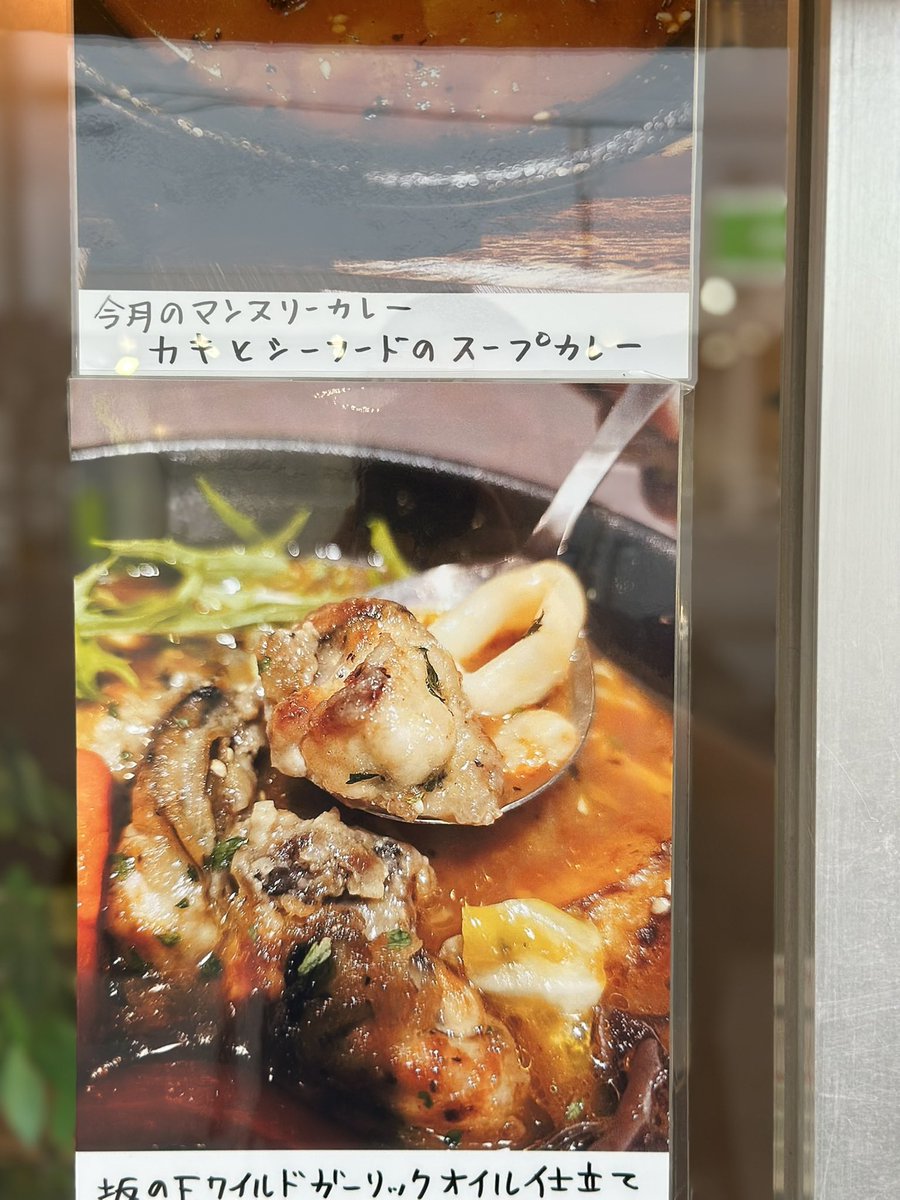 今月のマンスリーカレー
カキとシーフードのスープカレー
坂の下ワイルドガーリックオイル仕立て